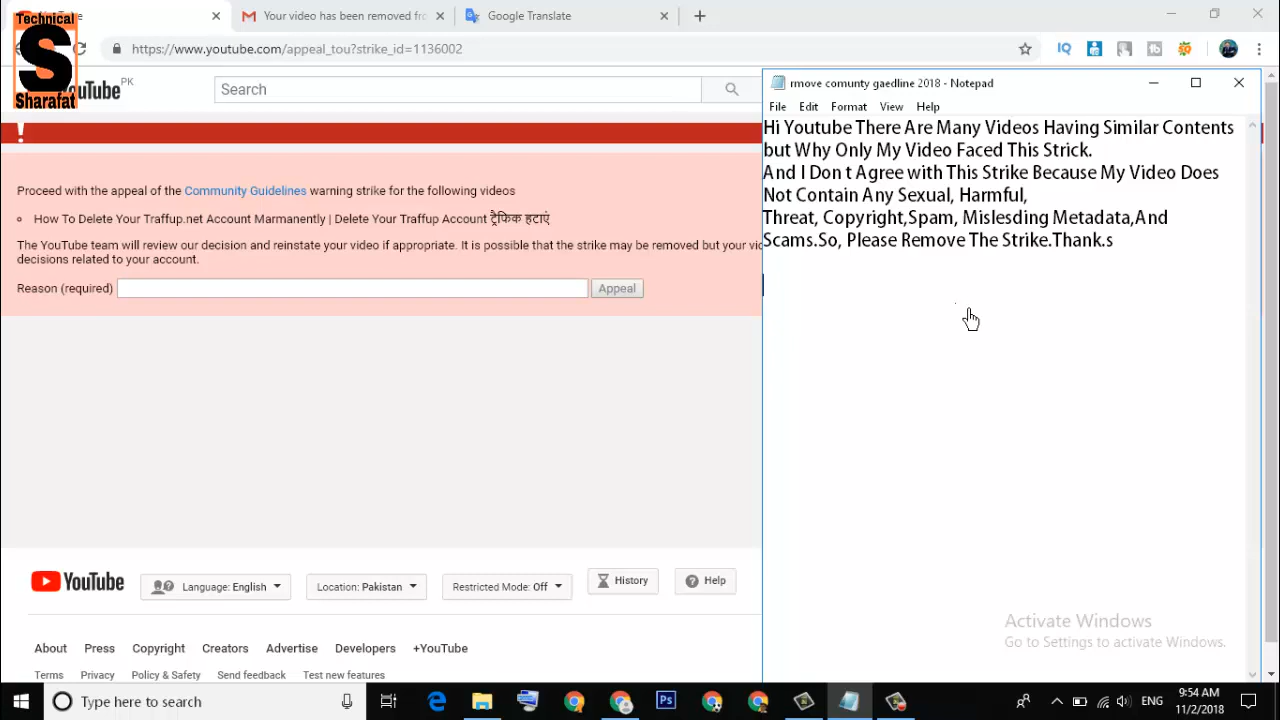 Technical
S
Sharafat
Your video has been removed from
Google Translate
https://www.youtube.com/appeal_tou?strike_id=1136002
IQ
PK
Search
rmove comunty gaedline 2018 - Notepad
File Edit Format View Help
Hi Youtube There Are Many Videos Having Similar Contents
but Why Only My Video Faced This Strick.
And I Don t Agree with This Strike Because My Video Does
Not Contain Any Sexual, Harmful,
Threat, Copyright,Spam, Mislesding Metadata,And
Scams.So, Please Remove The Strike.Thank.s
Proceed with the appeal of the Community Guidelines warning strike for the following videos
How To Delete Your Traffup.net Account Marmanently | Delete Your Traffup Account ट्रैफिक हटाएं
The YouTube team will review our decision and reinstate your video if appropriate. It is possible that the strike may be removed but your
decisions related to your account.
Reason (required) Appeal
YouTube Language: English Location: Pakistan Restricted Mode: Off History Help
About Press Copyright Creators Advertise Developers +YouTube
Terms Privacy Policy & Safety Send feedback Test new features
Activate Windows
Go to Settings to activate Windows.
Type here to search
Ps
ENG
9:54 AM
11/2/2018